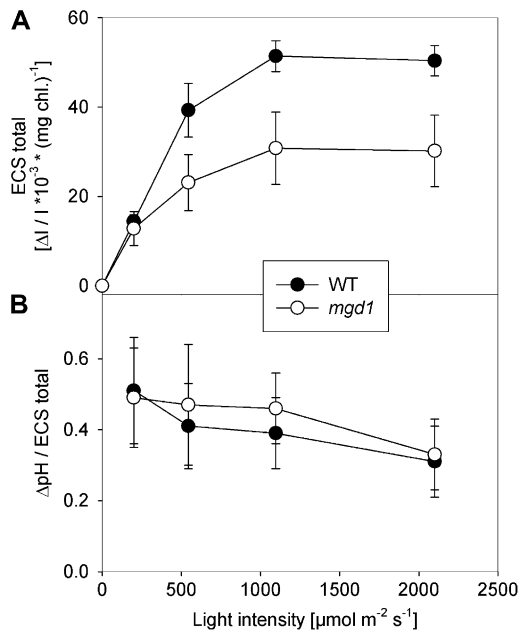 A
60
40
20
0
ECS total
[ΔI / I *10⁻³ * (mg chl.)⁻¹]
WT
mgd1
B
0.6
0.4
0.2
0.0
ΔpH / ECS total
0 500 1000 1500 2000 2500
Light intensity [µmol m⁻² s⁻¹]